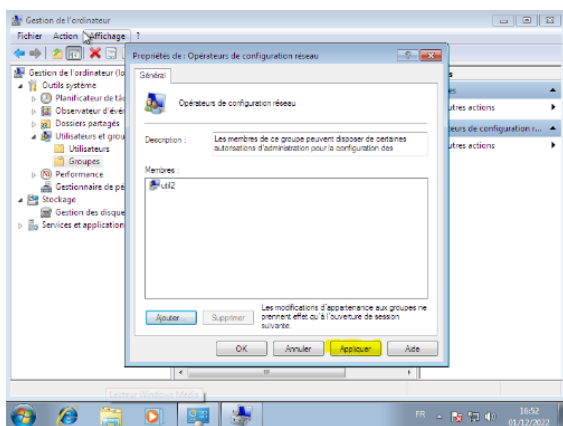 Gestion de l'ordinateur
Fichier Action Affichage ?
Propriétés de : Opérateurs de configuration réseau
Général
Gestion de l'ordinateur (lo
Outils système
Planificateur de tâc
Observateur d'évé
Dossiers partagés
Utilisateurs et grou
Utilisateurs
Groupes
Performance
Gestionnaire de pé
Stockage
Gestion des disque
Services et application
Opérateurs de configuration réseau
Description :
Les membres de ce groupe peuvent disposer de certaines
autorisations d'administration pour la configuration des
Membres :
util2
Ajouter...
Supprimer
Les modifications d'appartenance aux groupes ne
prennent effet qu'à l'ouverture de session
suivante.
OK
Annuler
Appliquer
Aide
s
es
utres actions
teurs de configuration r...
utres actions
Lecteur Windows Media
FR
16:52
01/12/2022